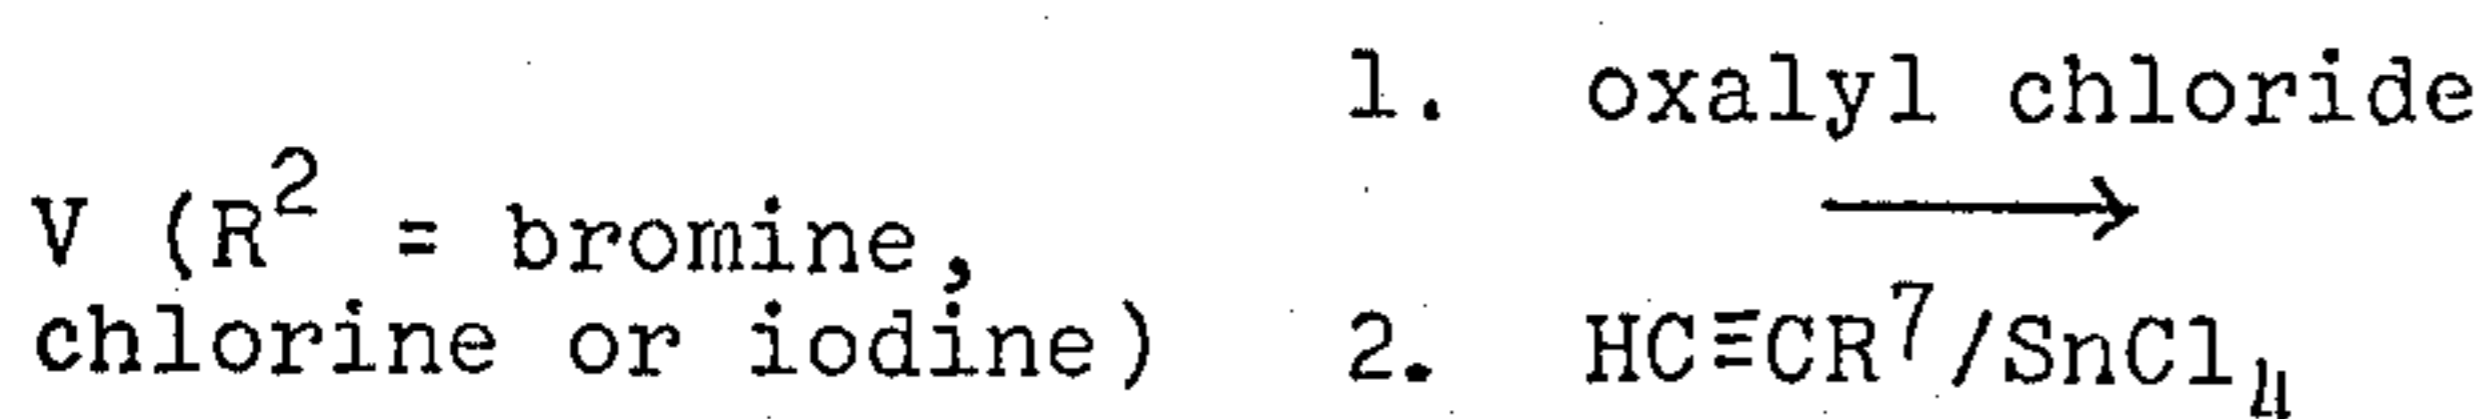 1. oxalyl chloride
→
V (R² = bromine,
chlorine or iodine)
2. HC≡CR⁷/SnCl₄